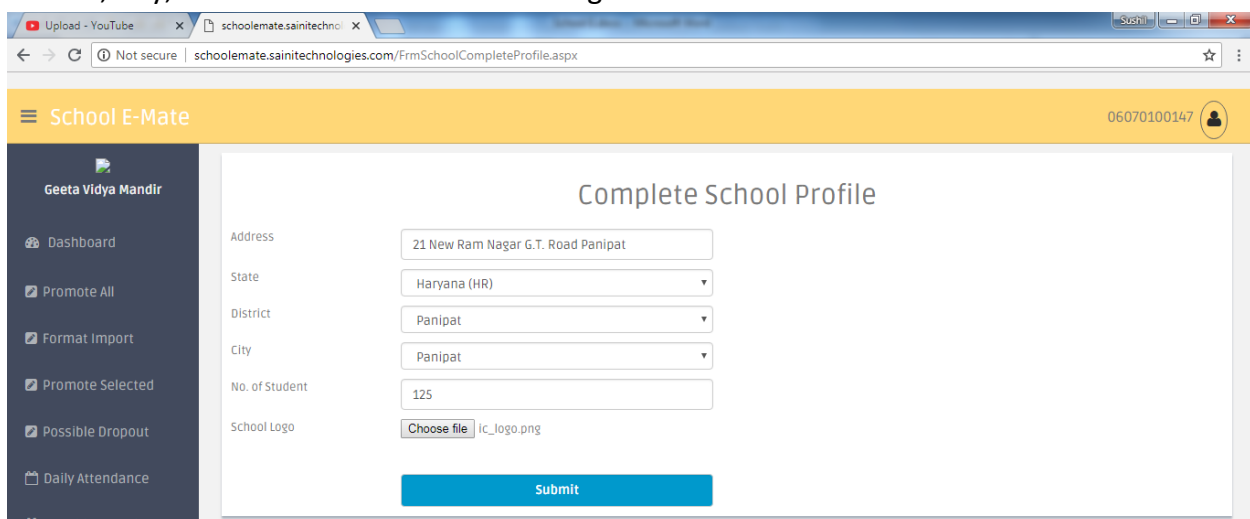 Upload - YouTube
schoolemate.sainitechnol
Sushil
Not secure | schoolemate.sainitechnologies.com/FrmSchoolCompleteProfile.aspx
School E-Mate
06070100147
Geeta Vidya Mandir
Complete School Profile
Dashboard
Address
21 New Ram Nagar G.T. Road Panipat
State
Haryana (HR)
Promote All
District
Panipat
Format Import
City
Panipat
Promote Selected
No. of Student
125
Possible Dropout
School Logo
Choose file ic_logo.png
Daily Attendance
Submit